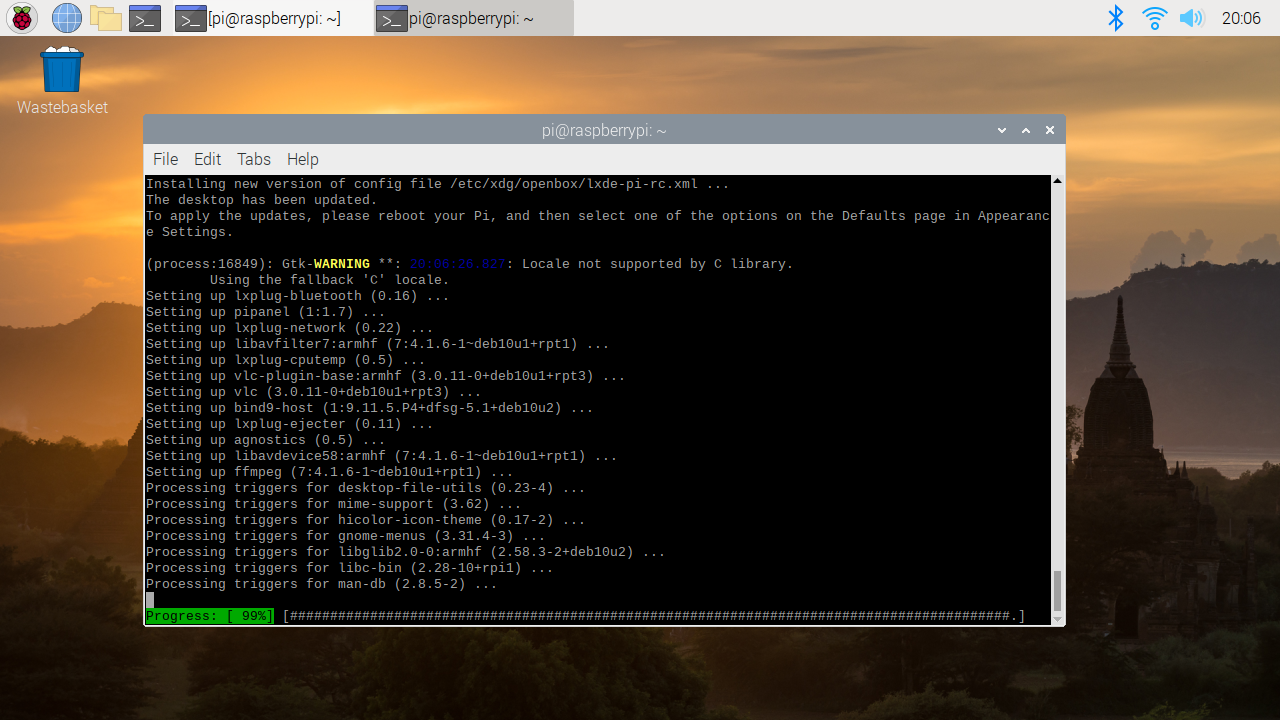 [pi@raspberrypi: ~] pi@raspberrypi: ~ 20:06
Wastebasket
pi@raspberrypi: ~
File Edit Tabs Help
Installing new version of config file /etc/xdg/openbox/lxde-pi-rc.xml ...
The desktop has been updated.
To apply the updates, please reboot your Pi, and then select one of the options on the Defaults page in Appearanc
e Settings.
(process:16849): Gtk-WARNING **: 20:06:26.827: Locale not supported by C library.
Using the fallback 'C' locale.
Setting up lxplug-bluetooth (0.16) ...
Setting up pipanel (1:1.7) ...
Setting up lxplug-network (0.22) ...
Setting up libavfilter7:armhf (7:4.1.6-1~deb10u1+rpt1) ...
Setting up lxplug-cputemp (0.5) ...
Setting up vlc-plugin-base:armhf (3.0.11-0+deb10u1+rpt3) ...
Setting up vlc (3.0.11-0+deb10u1+rpt3) ...
Setting up bind9-host (1:9.11.5.P4+dfsg-5.1+deb10u2) ...
Setting up lxplug-ejecter (0.11) ...
Setting up agnostics (0.5) ...
Setting up libavdevice58:armhf (7:4.1.6-1~deb10u1+rpt1) ...
Setting up ffmpeg (7:4.1.6-1~deb10u1+rpt1) ...
Processing triggers for desktop-file-utils (0.23-4) ...
Processing triggers for mime-support (3.62) ...
Processing triggers for hicolor-icon-theme (0.17-2) ...
Processing triggers for gnome-menus (3.31.4-3) ...
Processing triggers for libglib2.0-0:armhf (2.58.3-2+deb10u2) ...
Processing triggers for libc-bin (2.28-10+rpi1) ...
Processing triggers for man-db (2.8.5-2) ...
Progress: [ 99%] [##########################################################################################.]